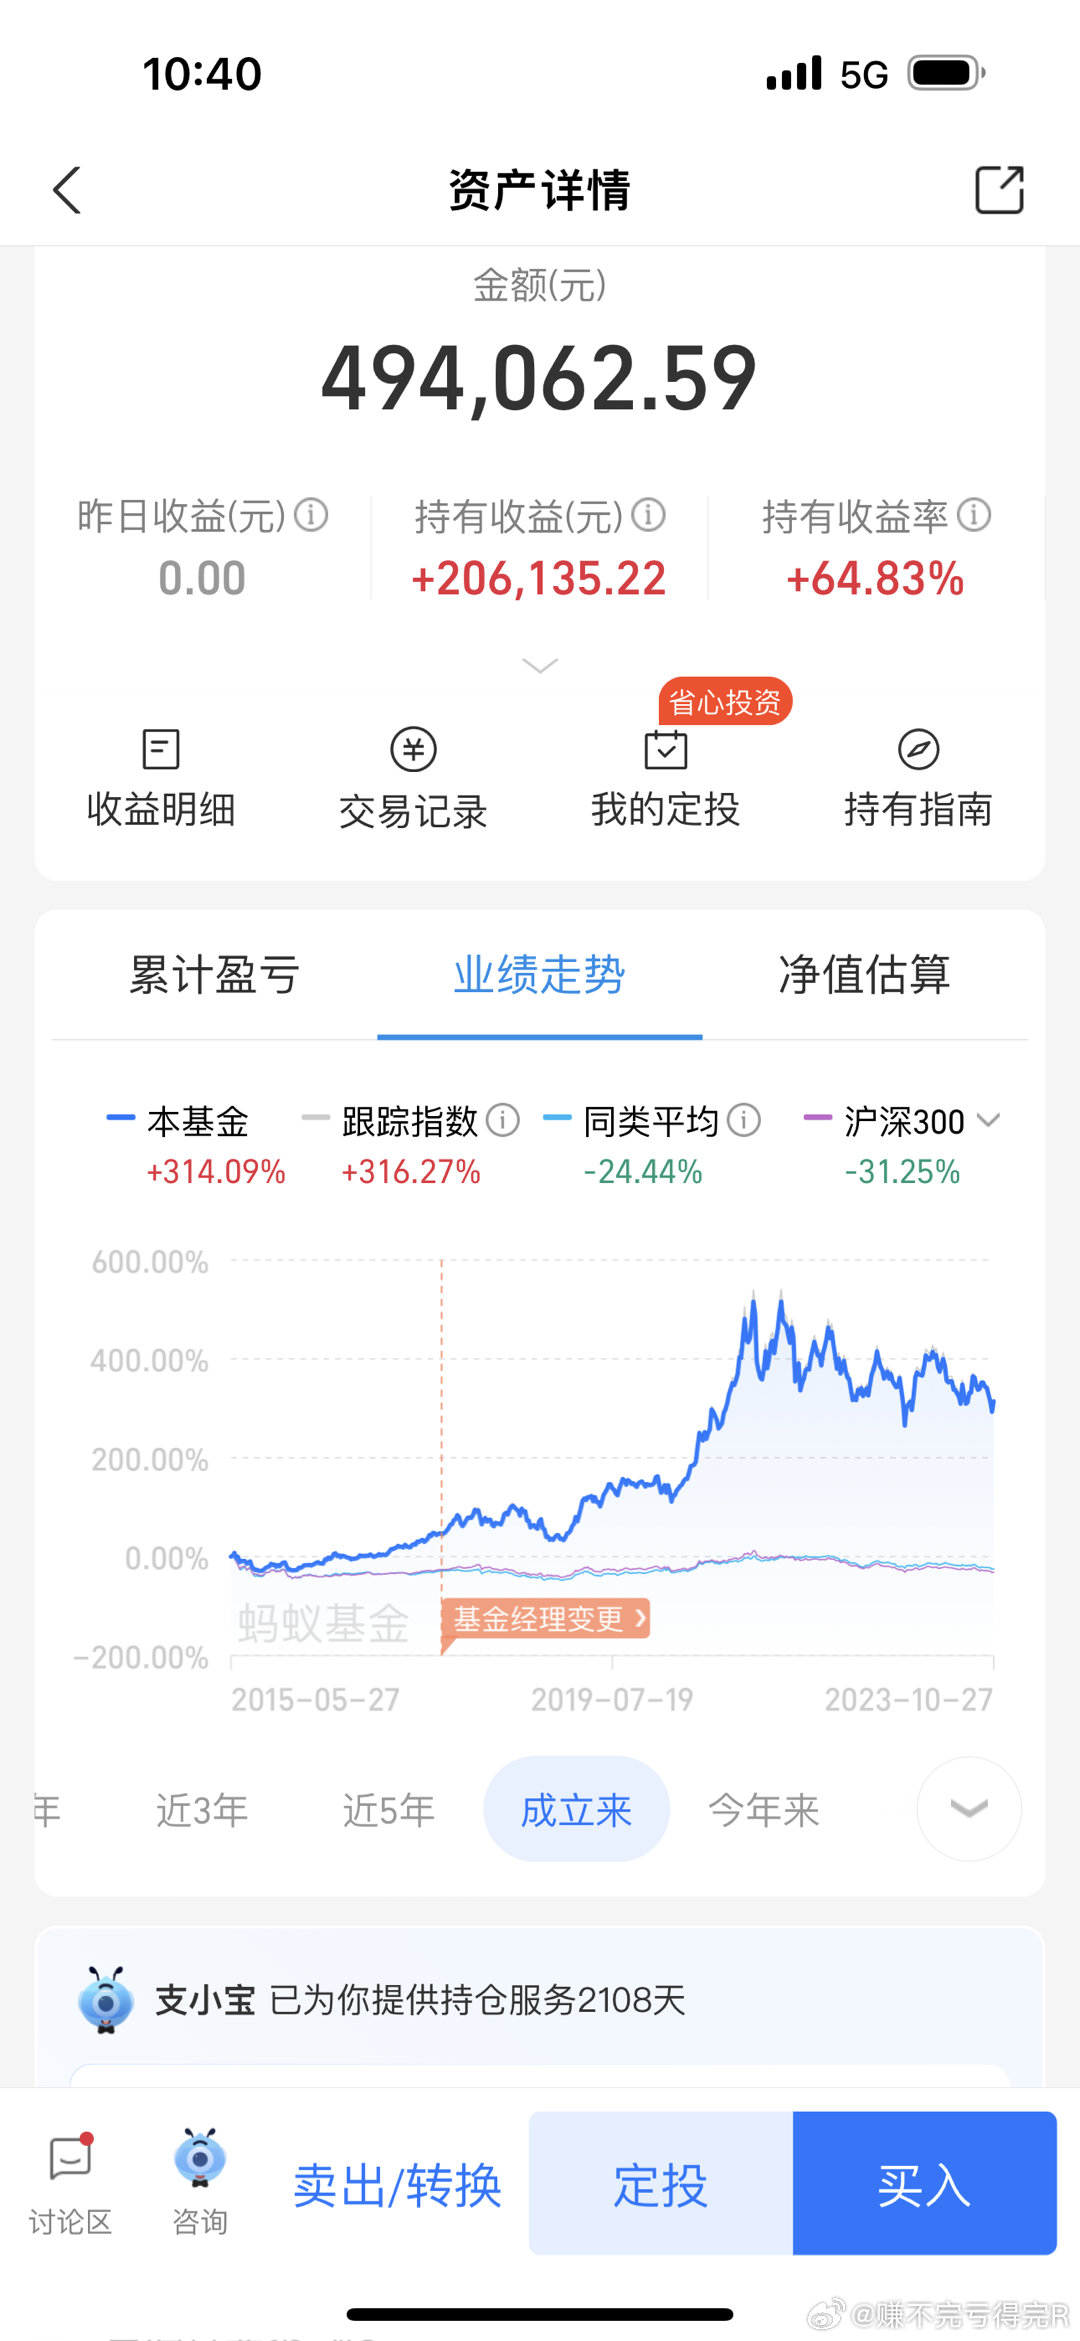 10:40 5G
资产详情
金额(元)
494,062.59
昨日收益(元) 持有收益(元) 持有收益率
0.00 +206,135.22 +64.83%
省心投资
收益明细 交易记录 我的定投 持有指南
累计盈亏 业绩走势 净值估算
本基金 跟踪指数 同类平均 沪深300
+314.09% +316.27% -24.44% -31.25%
600.00%
400.00%
200.00%
0.00%
蚂蚁基金 基金经理变更
-200.00%
2015-05-27 2019-07-19 2023-10-27
年 近3年 近5年 成立来 今年来
支小宝 已为你提供持仓服务2108天
讨论区 咨询 卖出/转换 定投 买入
@赚不完亏得完R